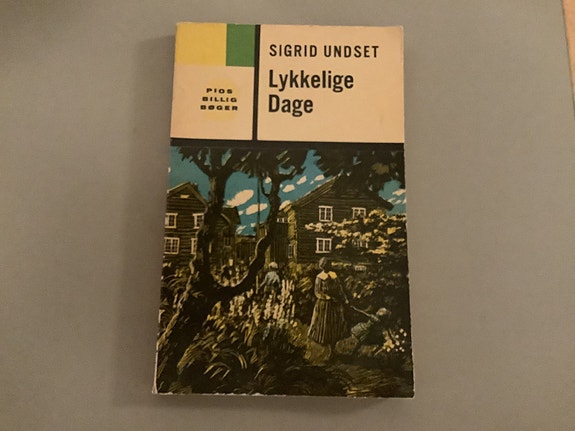 SIGRID UNDSET
Lykkelige
Dage
PIOS
BILLIG
BØGER